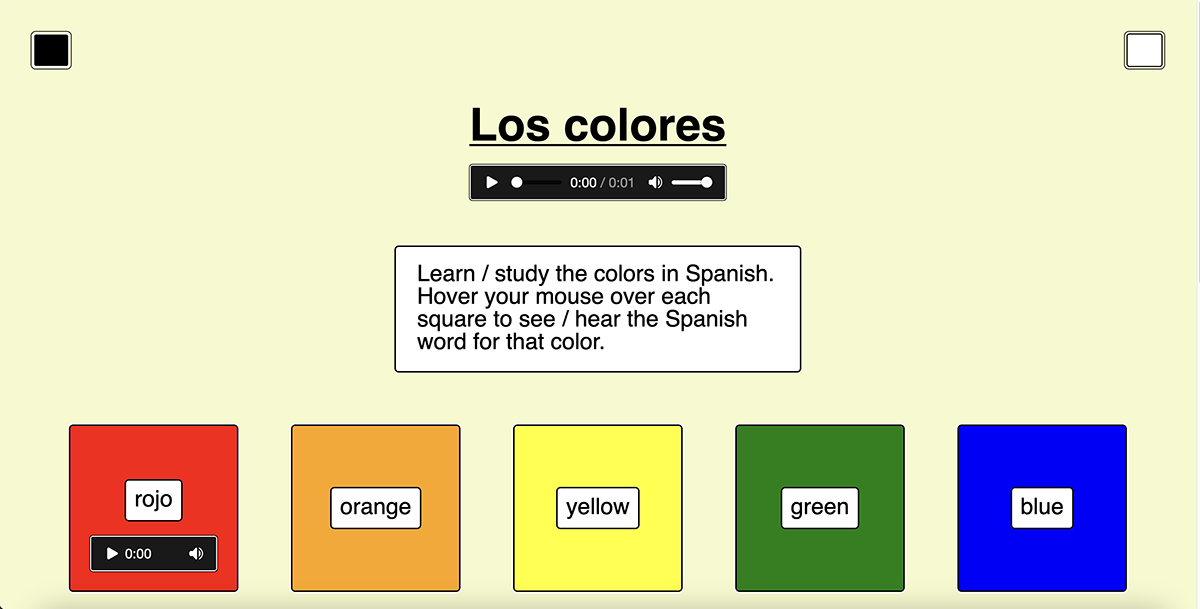 Los colores
0:00 / 0:01
Learn / study the colors in Spanish.
Hover your mouse over each
square to see / hear the Spanish
word for that color.
rojo
0:00
orange
yellow
green
blue